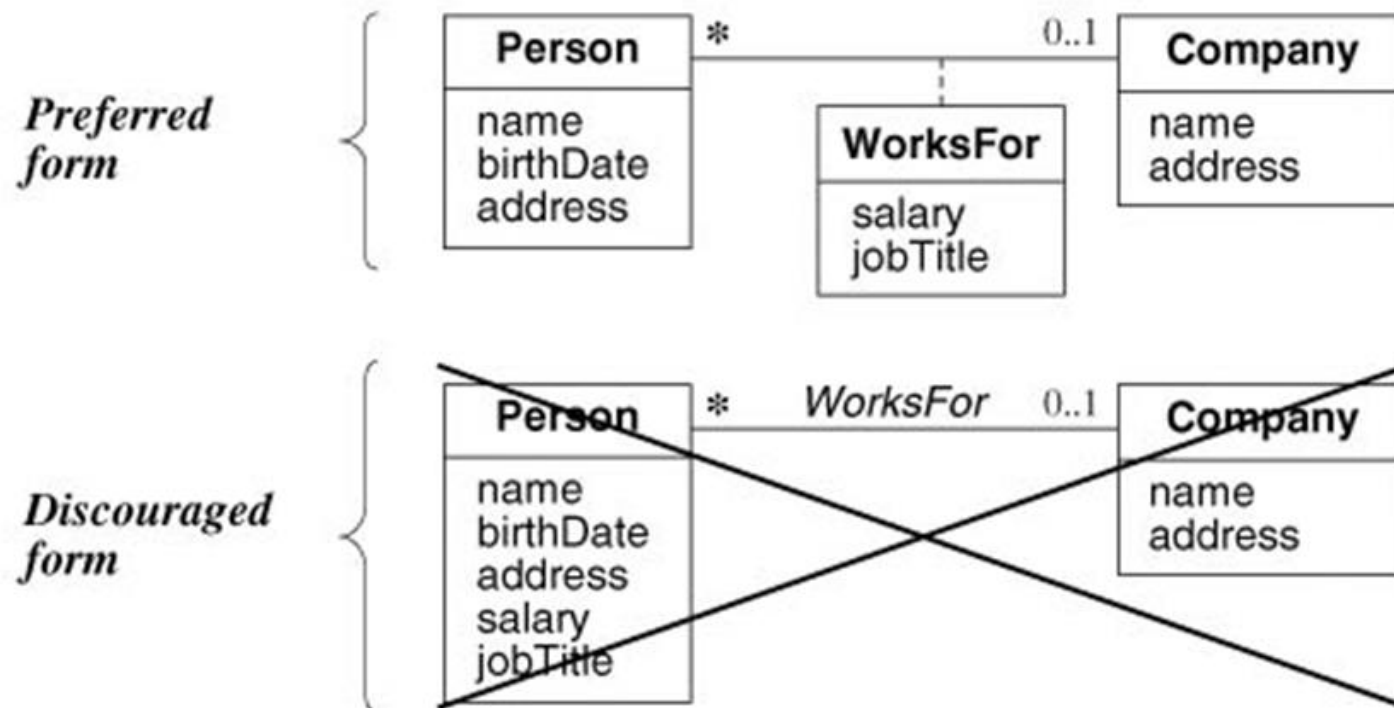 Preferred
form
Person
name
birthDate
address
*
0..1
WorksFor
salary
jobTitle
Company
name
address
Discouraged
form
Person
name
birthDate
address
salary
jobTitle
*
WorksFor
0..1
Company
name
address